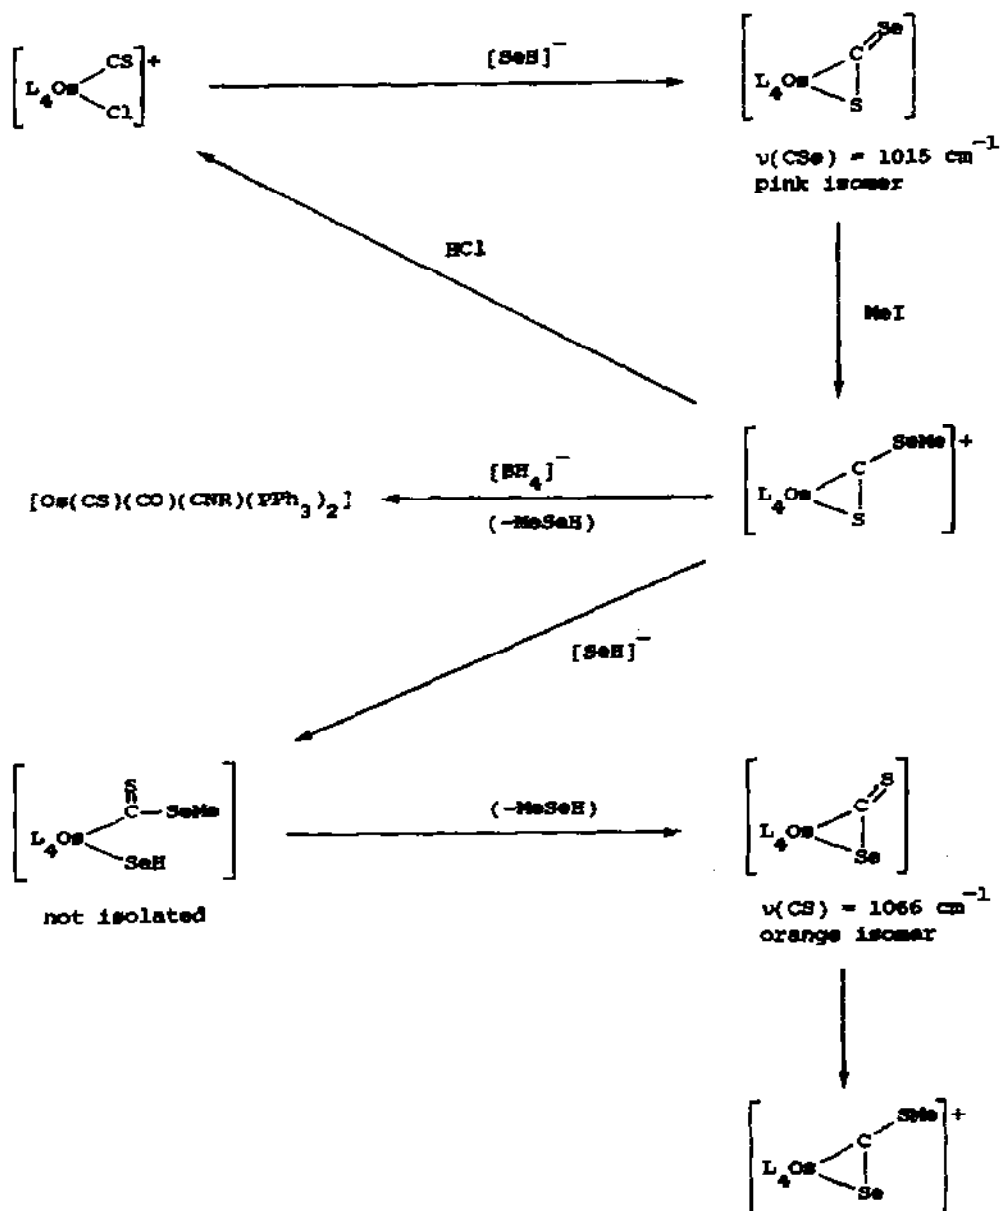 [L4Os CS Cl]+
[SeH]−
[L4Os C Se S]
ν(CSe) = 1015 cm−1
pink isomer
HCl
MeI
[L4Os C SeMe S]+
[BH4]−
[Os(CS)(CO)(CNR)(PPh3)2]
(-MeSeH)
[SeH]−
[L4Os S C SeMe SeH]
(-MeSeH)
[L4Os C S Se]
not isolated
ν(CS) = 1066 cm−1
orange isomer
[L4Os C SMe Se]+